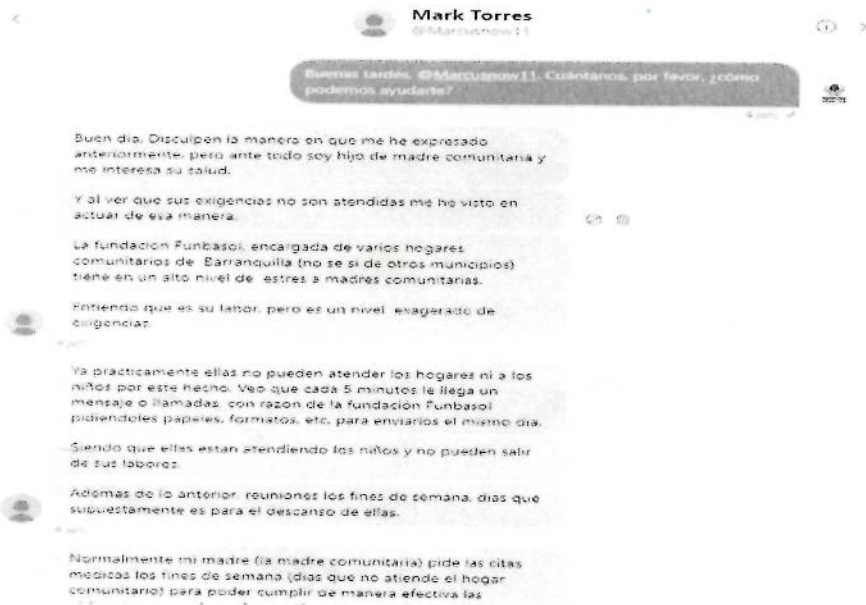 Mark Torres
@Marcusnow11
Buenas tardes, @Marcusnow11. Cuéntanos, por favor, ¿cómo
podemos ayudarte?
Buen día. Disculpen la manera en que me he expresado
anteriormente, pero ante todo soy hijo de madre comunitaria y
me interesa su salud.
Y al ver que sus exigencias no son atendidas me he visto en
actuar de esa manera.
La fundación Funbasol, encargada de varios hogares
comunitarios de Barranquilla (no se si de otros municipios)
tiene en un alto nivel de estres a madres comunitarias.
Entiendo que es su labor, pero es un nivel exagerado de
exigencias.
Ya prácticamente ellas no pueden atender los hogares ni a los
niños por este hecho. Veo que cada 5 minutos le llega un
mensaje o llamadas, con razon de la fundación Funbasol
pidiendoles papeles, formatos, etc. para enviarlos el mismo dia.
Siendo que ellas estan atendiendo los niños y no pueden salir
de sus labores.
Ademas de lo anterior, reuniones los fines de semana, dias que
supuestamente es para el descanso de ellas.
Normalmente mi madre (la madre comunitaria) pide las citas
medicas los fines de semana (dias que no atiende el hogar
comunitario) para poder cumplir de manera efectiva las